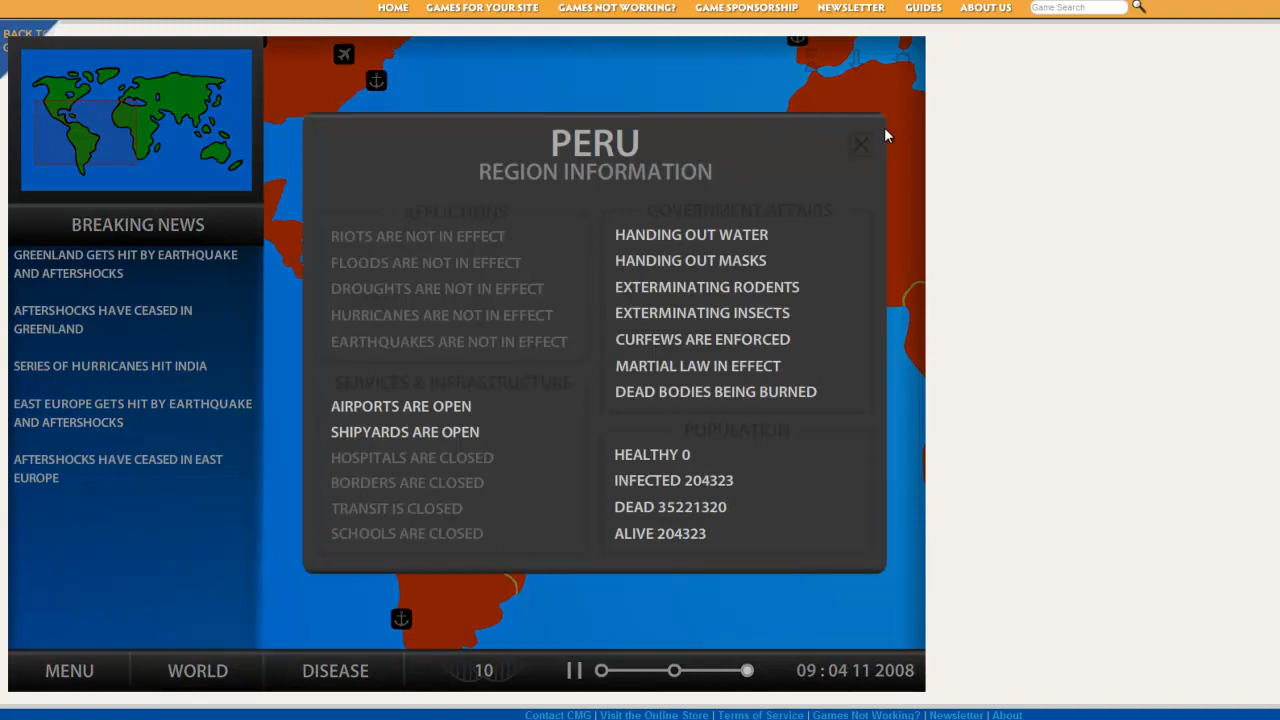 HOME GAMES FOR YOUR SITE GAMES NOT WORKING? GAME SPONSORSHIP NEWSLETTER GUIDES ABOUT US Game Search
BACK
PERU
REGION INFORMATION
BREAKING NEWS
GREENLAND GETS HIT BY EARTHQUAKE
AND AFTERSHOCKS
AFTERSHOCKS HAVE CEASED IN
GREENLAND
SERIES OF HURRICANES HIT INDIA
EAST EUROPE GETS HIT BY EARTHQUAKE
AND AFTERSHOCKS
AFTERSHOCKS HAVE CEASED IN EAST
EUROPE
AFFLICTIONS
RIOTS ARE NOT IN EFFECT
FLOODS ARE NOT IN EFFECT
DROUGHTS ARE NOT IN EFFECT
HURRICANES ARE NOT IN EFFECT
EARTHQUAKES ARE NOT IN EFFECT
SERVICES & INFRASTRUCTURE
AIRPORTS ARE OPEN
SHIPYARDS ARE OPEN
HOSPITALS ARE CLOSED
BORDERS ARE CLOSED
TRANSIT IS CLOSED
SCHOOLS ARE CLOSED
GOVERNMENT AFFAIRS
HANDING OUT WATER
HANDING OUT MASKS
EXTERMINATING RODENTS
EXTERMINATING INSECTS
CURFEWS ARE ENFORCED
MARTIAL LAW IN EFFECT
DEAD BODIES BEING BURNED
POPULATION
HEALTHY 0
INFECTED 204323
DEAD 35221320
ALIVE 204323
MENU WORLD DISEASE 10 09:04 11 2008
Contact CMG | Visit the Online Store | Terms of Service | Games Not Working? | Newsletter | About